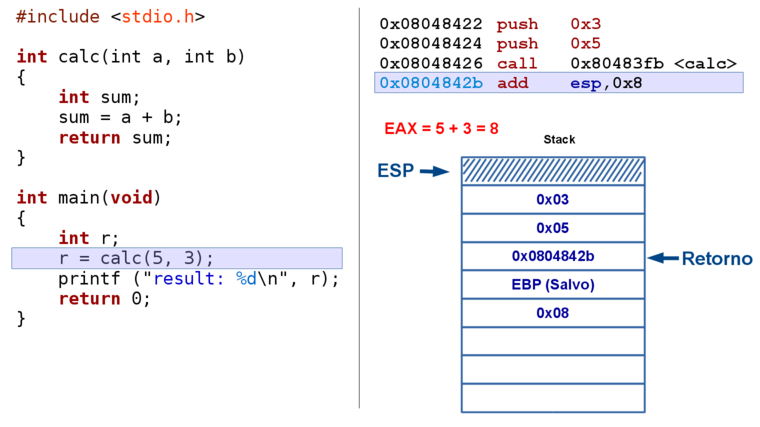 #include <stdio.h>
int calc(int a, int b)
{
    int sum;
    sum = a + b;
    return sum;
}
int main(void)
{
    int r;
    r = calc(5, 3);
    printf ("result: %d\n", r);
    return 0;
}
0x08048422 push 0x3
0x08048424 push 0x5
0x08048426 call 0x80483fb <calc>
0x0804842b add esp,0x8
EAX = 5 + 3 = 8
Stack
ESP
0x03
0x05
0x0804842b
Retorno
EBP (Salvo)
0x08